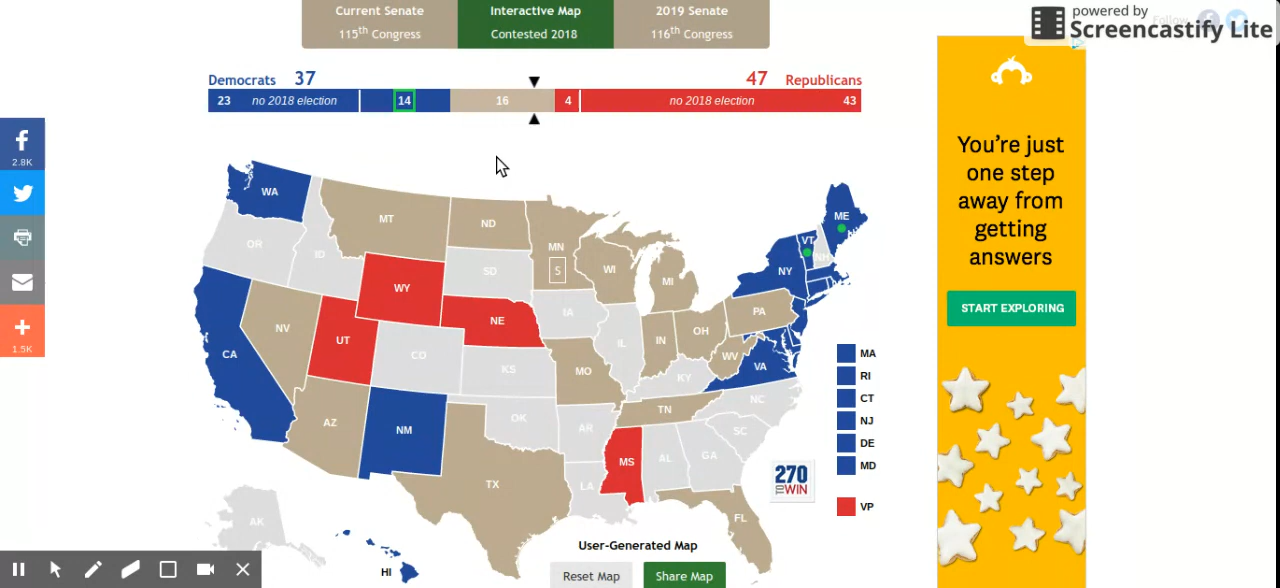 Current Senate
115th Congress
Interactive Map
Contested 2018
2019 Senate
116th Congress
powered by
Screencastify Lite
Follow
Democrats 37
47 Republicans
23 no 2018 election
14
16
4
no 2018 election 43
2.8K
1.5K
WA
OR
CA
NV
ID
MT
WY
UT
AZ
CO
NM
ND
SD
NE
KS
OK
TX
MN
S
IA
MO
AR
LA
WI
IL
MI
IN
OH
KY
TN
MS
AL
GA
FL
SC
NC
VA
WV
PA
NY
VT
NH
ME
AK
HI
MA
RI
CT
NJ
DE
MD
VP
270
TO WIN
User-Generated Map
Reset Map
Share Map
You're just
one step
away from
getting
answers
START EXPLORING